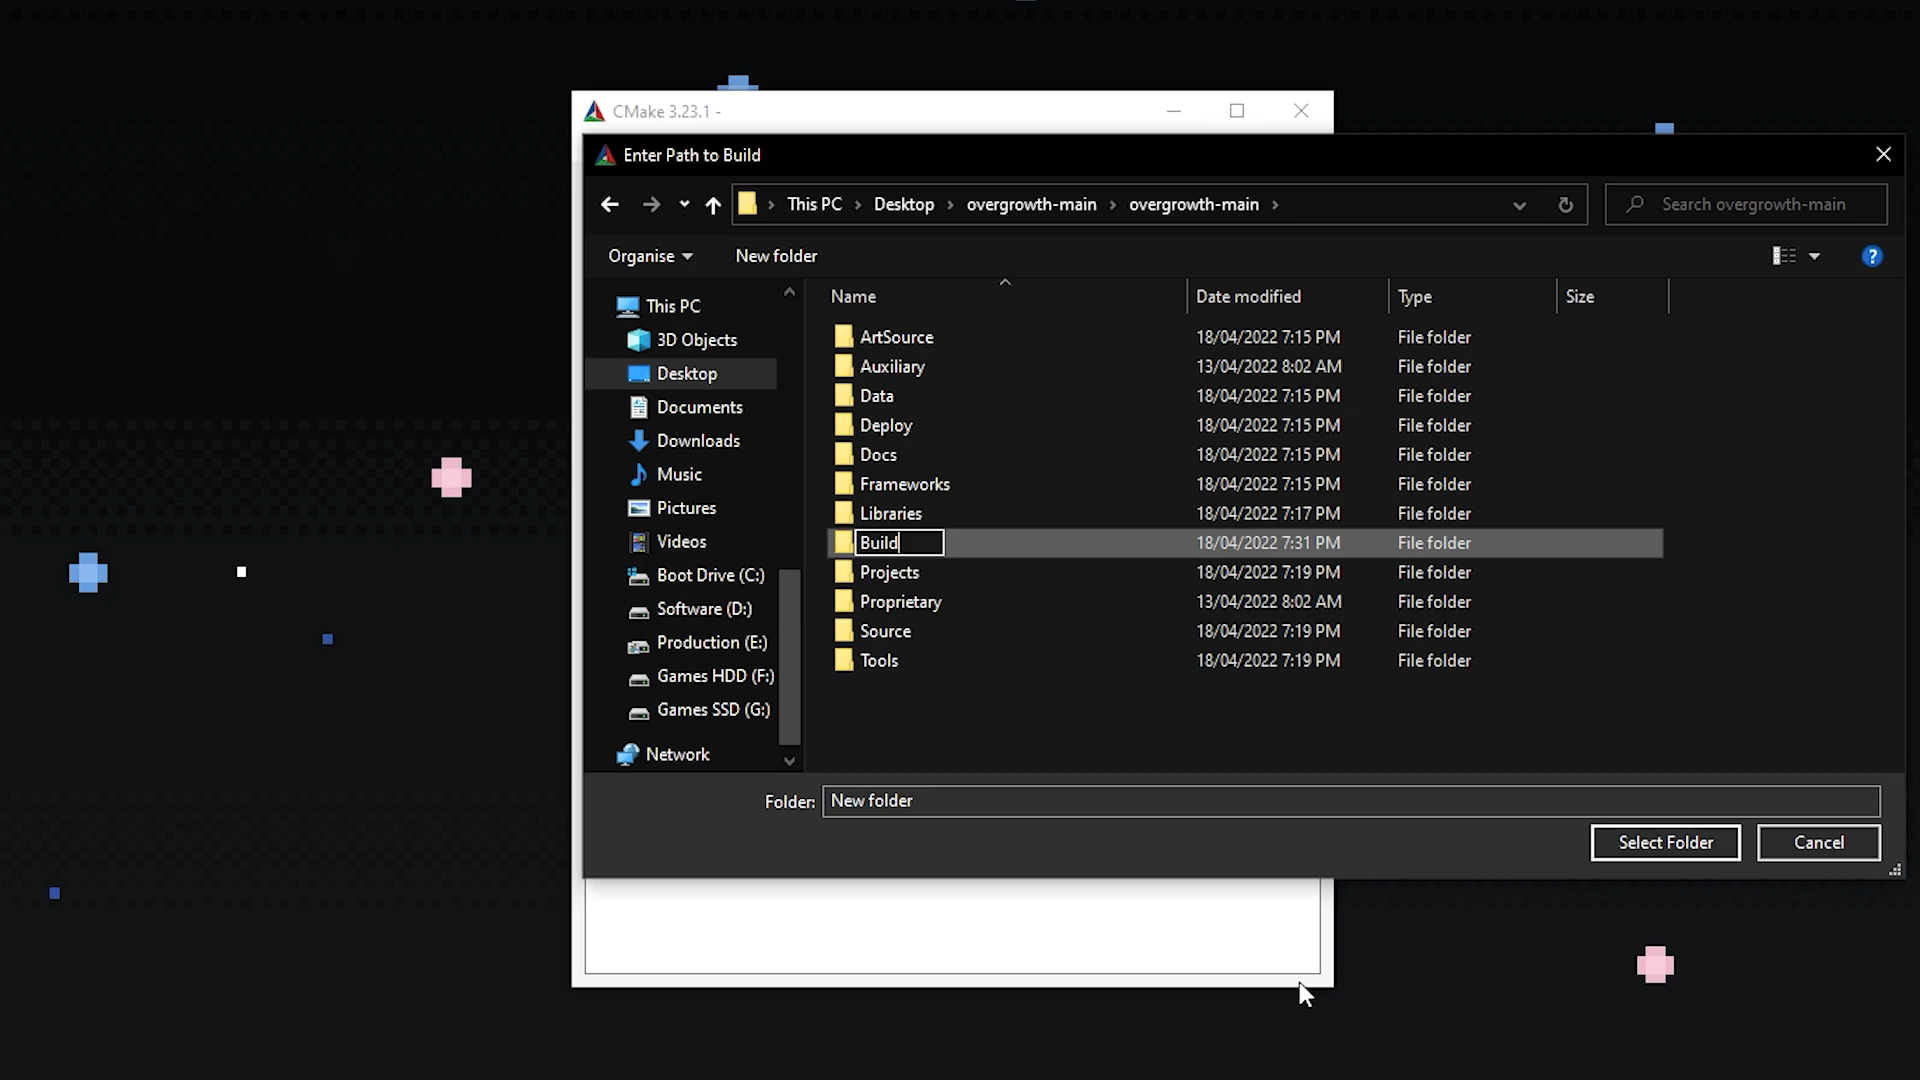 CMake 3.23.1 -
Enter Path to Build
This PC > Desktop > overgrowth-main > overgrowth-main >
Search overgrowth-main
Organise
New folder
?
Name
Date modified
Type
Size
This PC
3D Objects
Desktop
Documents
Downloads
Music
Pictures
Videos
Boot Drive (C:)
Software (D:)
Production (E:)
Games HDD (F:)
Games SSD (G:)
Network
ArtSource 18/04/2022 7:15 PM File folder
Auxiliary 13/04/2022 8:02 AM File folder
Data 18/04/2022 7:15 PM File folder
Deploy 18/04/2022 7:15 PM File folder
Docs 18/04/2022 7:15 PM File folder
Frameworks 18/04/2022 7:15 PM File folder
Libraries 18/04/2022 7:17 PM File folder
Build 18/04/2022 7:31 PM File folder
Projects 18/04/2022 7:19 PM File folder
Proprietary 13/04/2022 8:02 AM File folder
Source 18/04/2022 7:19 PM File folder
Tools 18/04/2022 7:19 PM File folder
Folder: New folder
Select Folder
Cancel